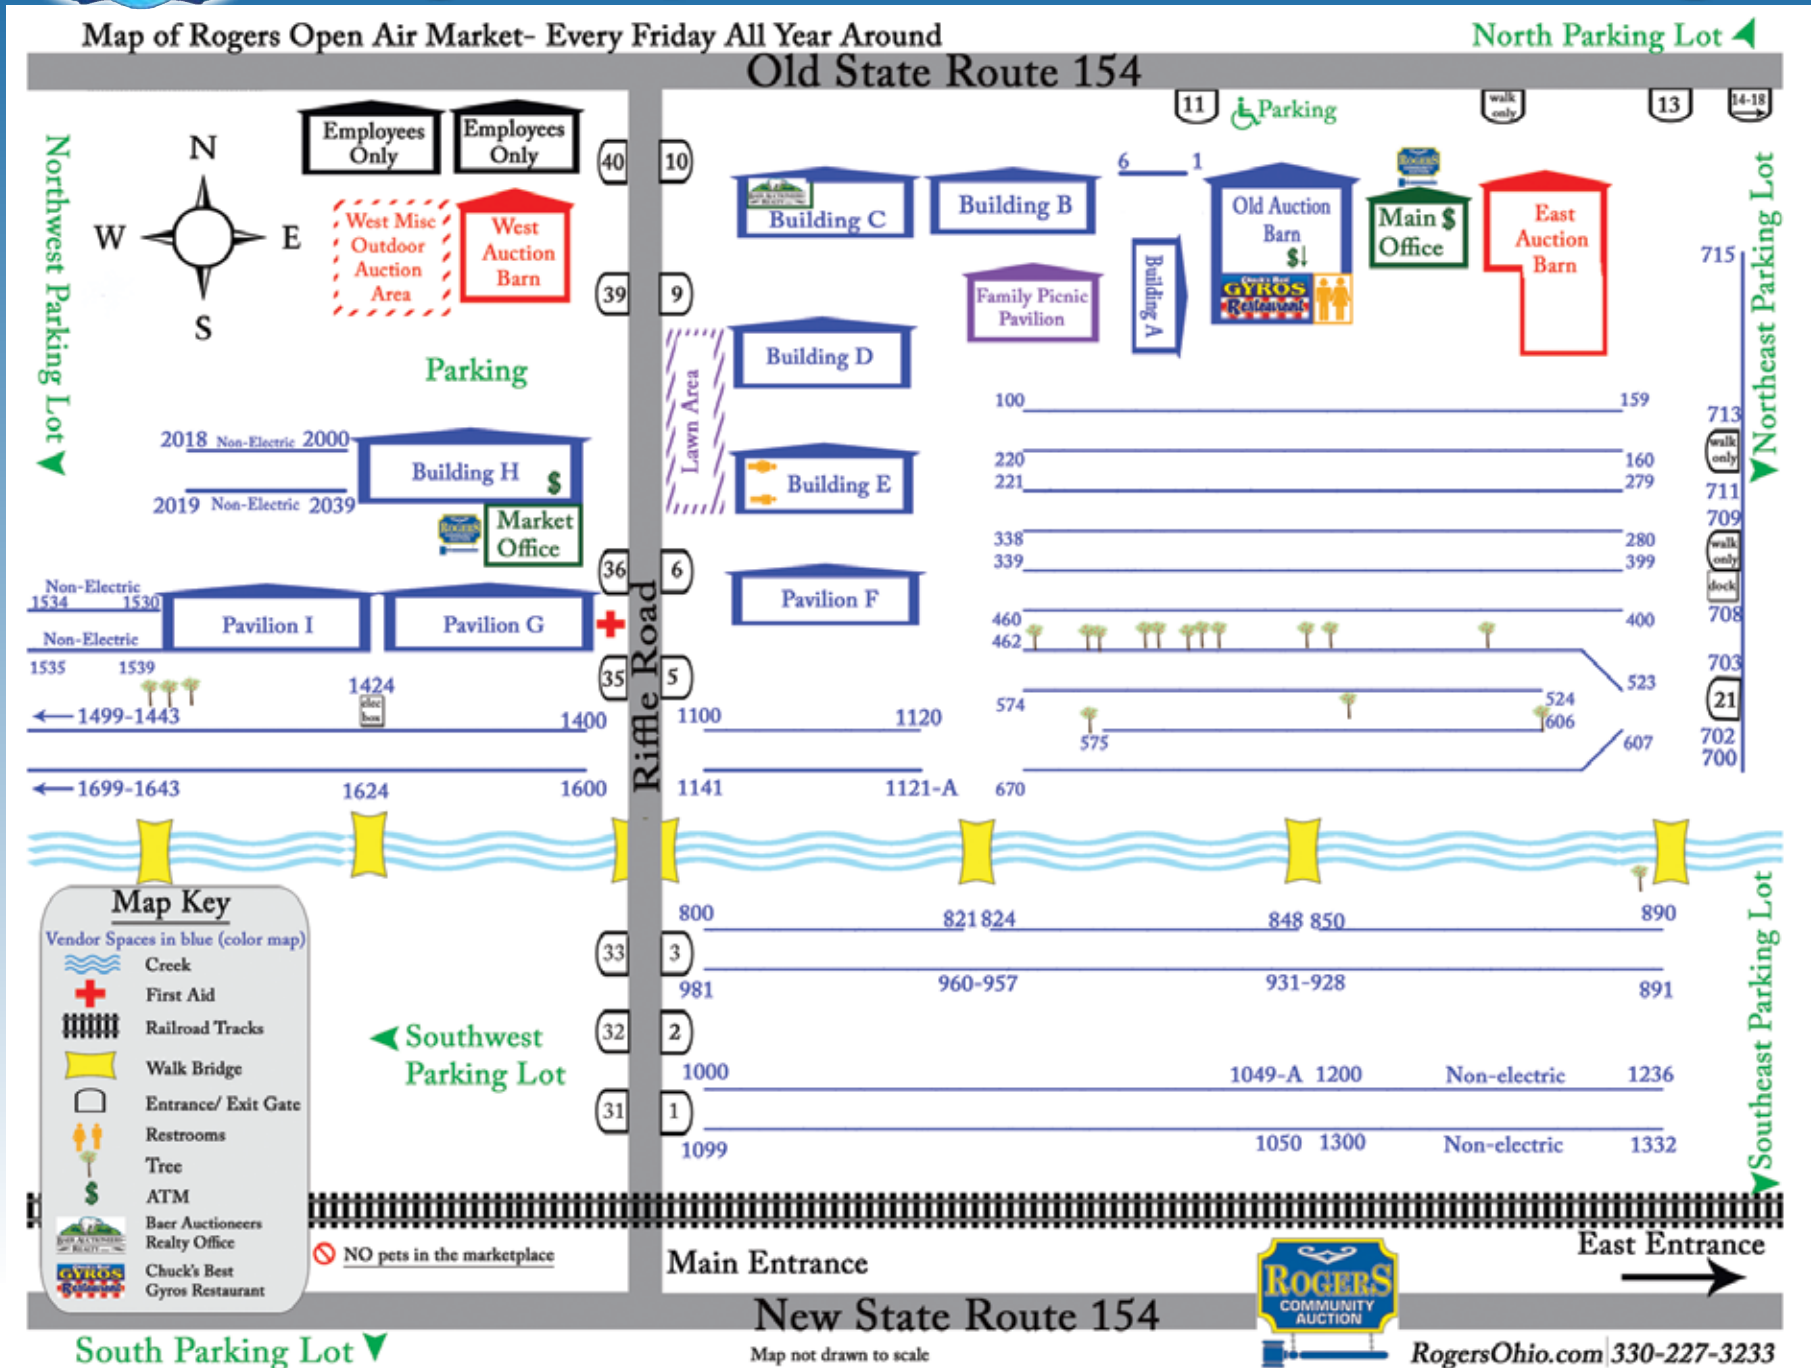 Map of Rogers Open Air Market- Every Friday All Year Around
North Parking Lot
Old State Route 154
Employees
Only
Employees
Only
40
10
11
Parking
walk
only
13
14-18
N
W
E
S
Northwest Parking Lot
West Misc
Outdoor
Auction
Area
West
Auction
Barn
39
9
Building C
Building B
6
1
Building A
Old Auction
Barn
$
Chuck's Best
GYROS
Restaurant
ROGERS
Main $
Office
East
Auction
Barn
Northeast Parking Lot
715
Family Picnic
Pavilion
Building D
Lawn Area
Parking
100
159
713
walk
only
2018 Non-Electric 2000
Building H
$
2019 Non-Electric 2039
ROGERS
Market
Office
Building E
220
160
221
279
711
709
338
280
339
399
walk
only
dock
36
6
Non-Electric
1534
1530
Pavilion I
Pavilion G
Pavilion F
460
400
708
462
Non-Electric
1535
1539
35
5
Riffle Road
703
523
574
524
21
606
1424
elec
box
1499-1443
1400
1100
1120
575
607
702
700
1699-1643
1624
1600
1141
1121-A
670
Map Key
Vendor Spaces in blue (color map)
Creek
First Aid
Railroad Tracks
Walk Bridge
Entrance/ Exit Gate
Restrooms
Tree
$ ATM
Baer Auctioneers
Realty Office
GYROS
Restaurant
Chuck's Best
Gyros Restaurant
800
821 824
848 850
890
33
3
981
960-957
931-928
891
Southeast Parking Lot
Southwest
Parking Lot
32
2
1000
1049-A 1200
Non-electric
1236
31
1
1099
1050 1300
Non-electric
1332
NO pets in the marketplace
Main Entrance
East Entrance
ROGERS
COMMUNITY
AUCTION
New State Route 154
South Parking Lot
Map not drawn to scale
RogersOhio.com 330-227-3233